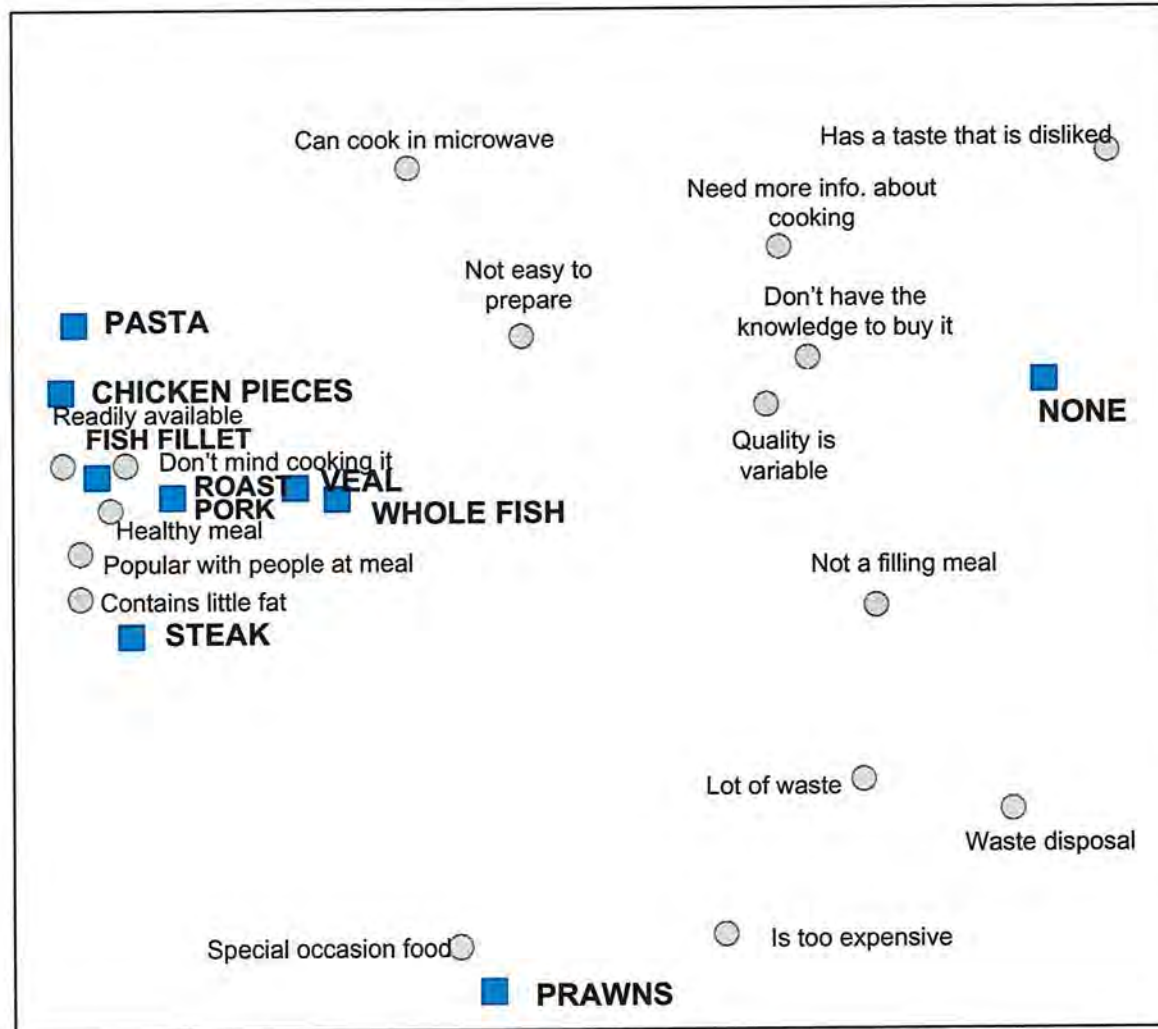 Can cook in microwave
Has a taste that is disliked
Need more info. about
cooking
Not easy to
prepare
Don't have the
knowledge to buy it
PASTA
CHICKEN PIECES
NONE
Readily available
FISH FILLET
Quality is
variable
Don't mind cooking it
ROAST
PORK
VEAL
WHOLE FISH
Healthy meal
Popular with people at meal
Not a filling meal
Contains little fat
STEAK
Lot of waste
Waste disposal
Special occasion food
Is too expensive
PRAWNS